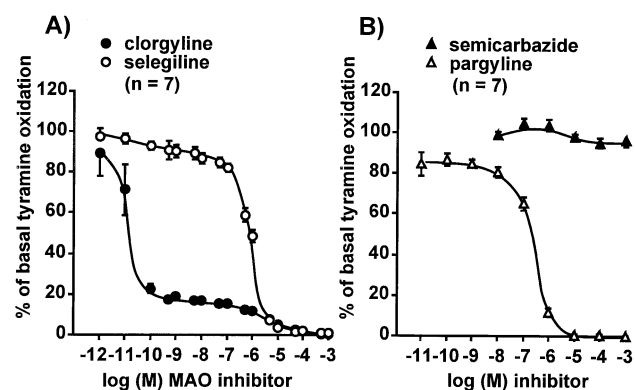 A)
● clorgyline
○ selegiline
(n = 7)
% of basal tyramine oxidation
120
100
80
60
40
20
0
-12 -11 -10 -9 -8 -7 -6 -5 -4 -3
log (M) MAO inhibitor
B)
▲ semicarbazide
△ pargyline
(n = 7)
% of basal tyramine oxidation
120
100
80
60
40
20
0
-11 -10 -9 -8 -7 -6 -5 -4 -3
log (M) MAO inhibitor